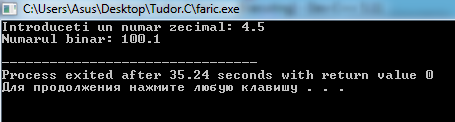 C:\Users\Asus\Desktop\Tudor.C\faric.exe
Introduceti un numar zecimal: 4.5
Numarul binar: 100.1
--------------------------------
Process exited after 35.24 seconds with return value 0
Для продолжения нажмите любую клавишу . . .